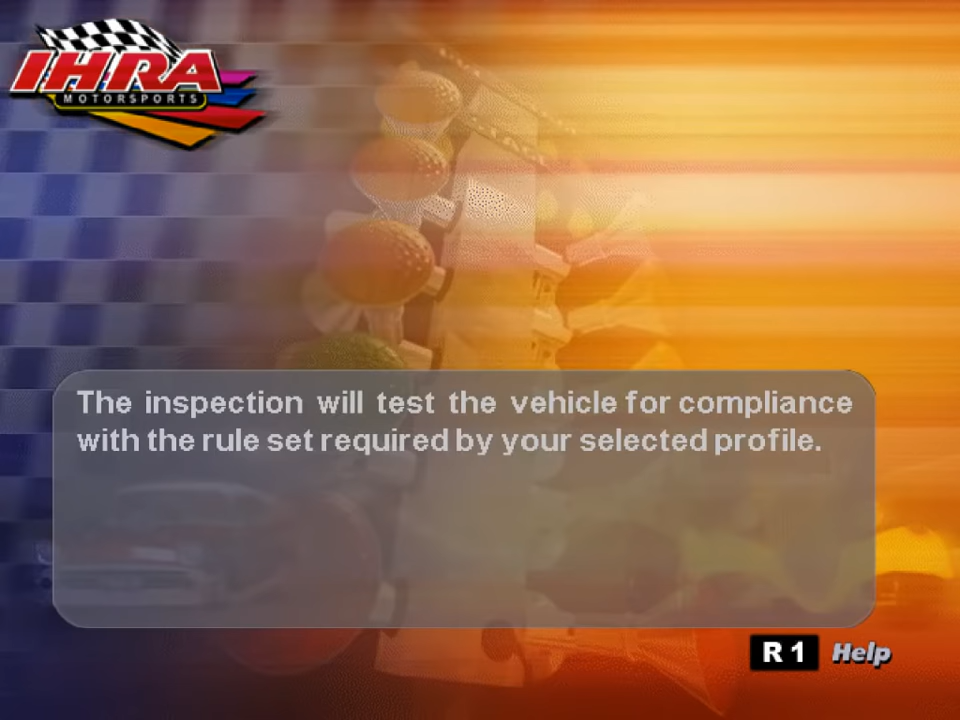 IHRA
MOTORSPORTS
The inspection will test the vehicle for compliance
with the rule set required by your selected profile.
R1 Help